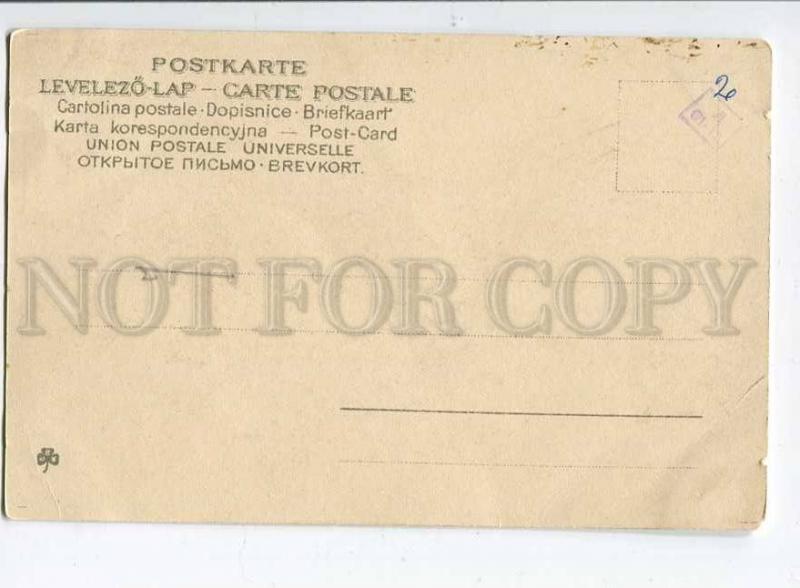 POSTKARTE
LEVELEZŐ-LAP – CARTE POSTALE
Cartolina postale · Dopisnice · Briefkaart
Karta korespondencyjna — Post-Card
UNION POSTALE UNIVERSELLE
ОТКРЫТОЕ ПИСЬМО · BREVKORT.
2
NOT FOR COPY